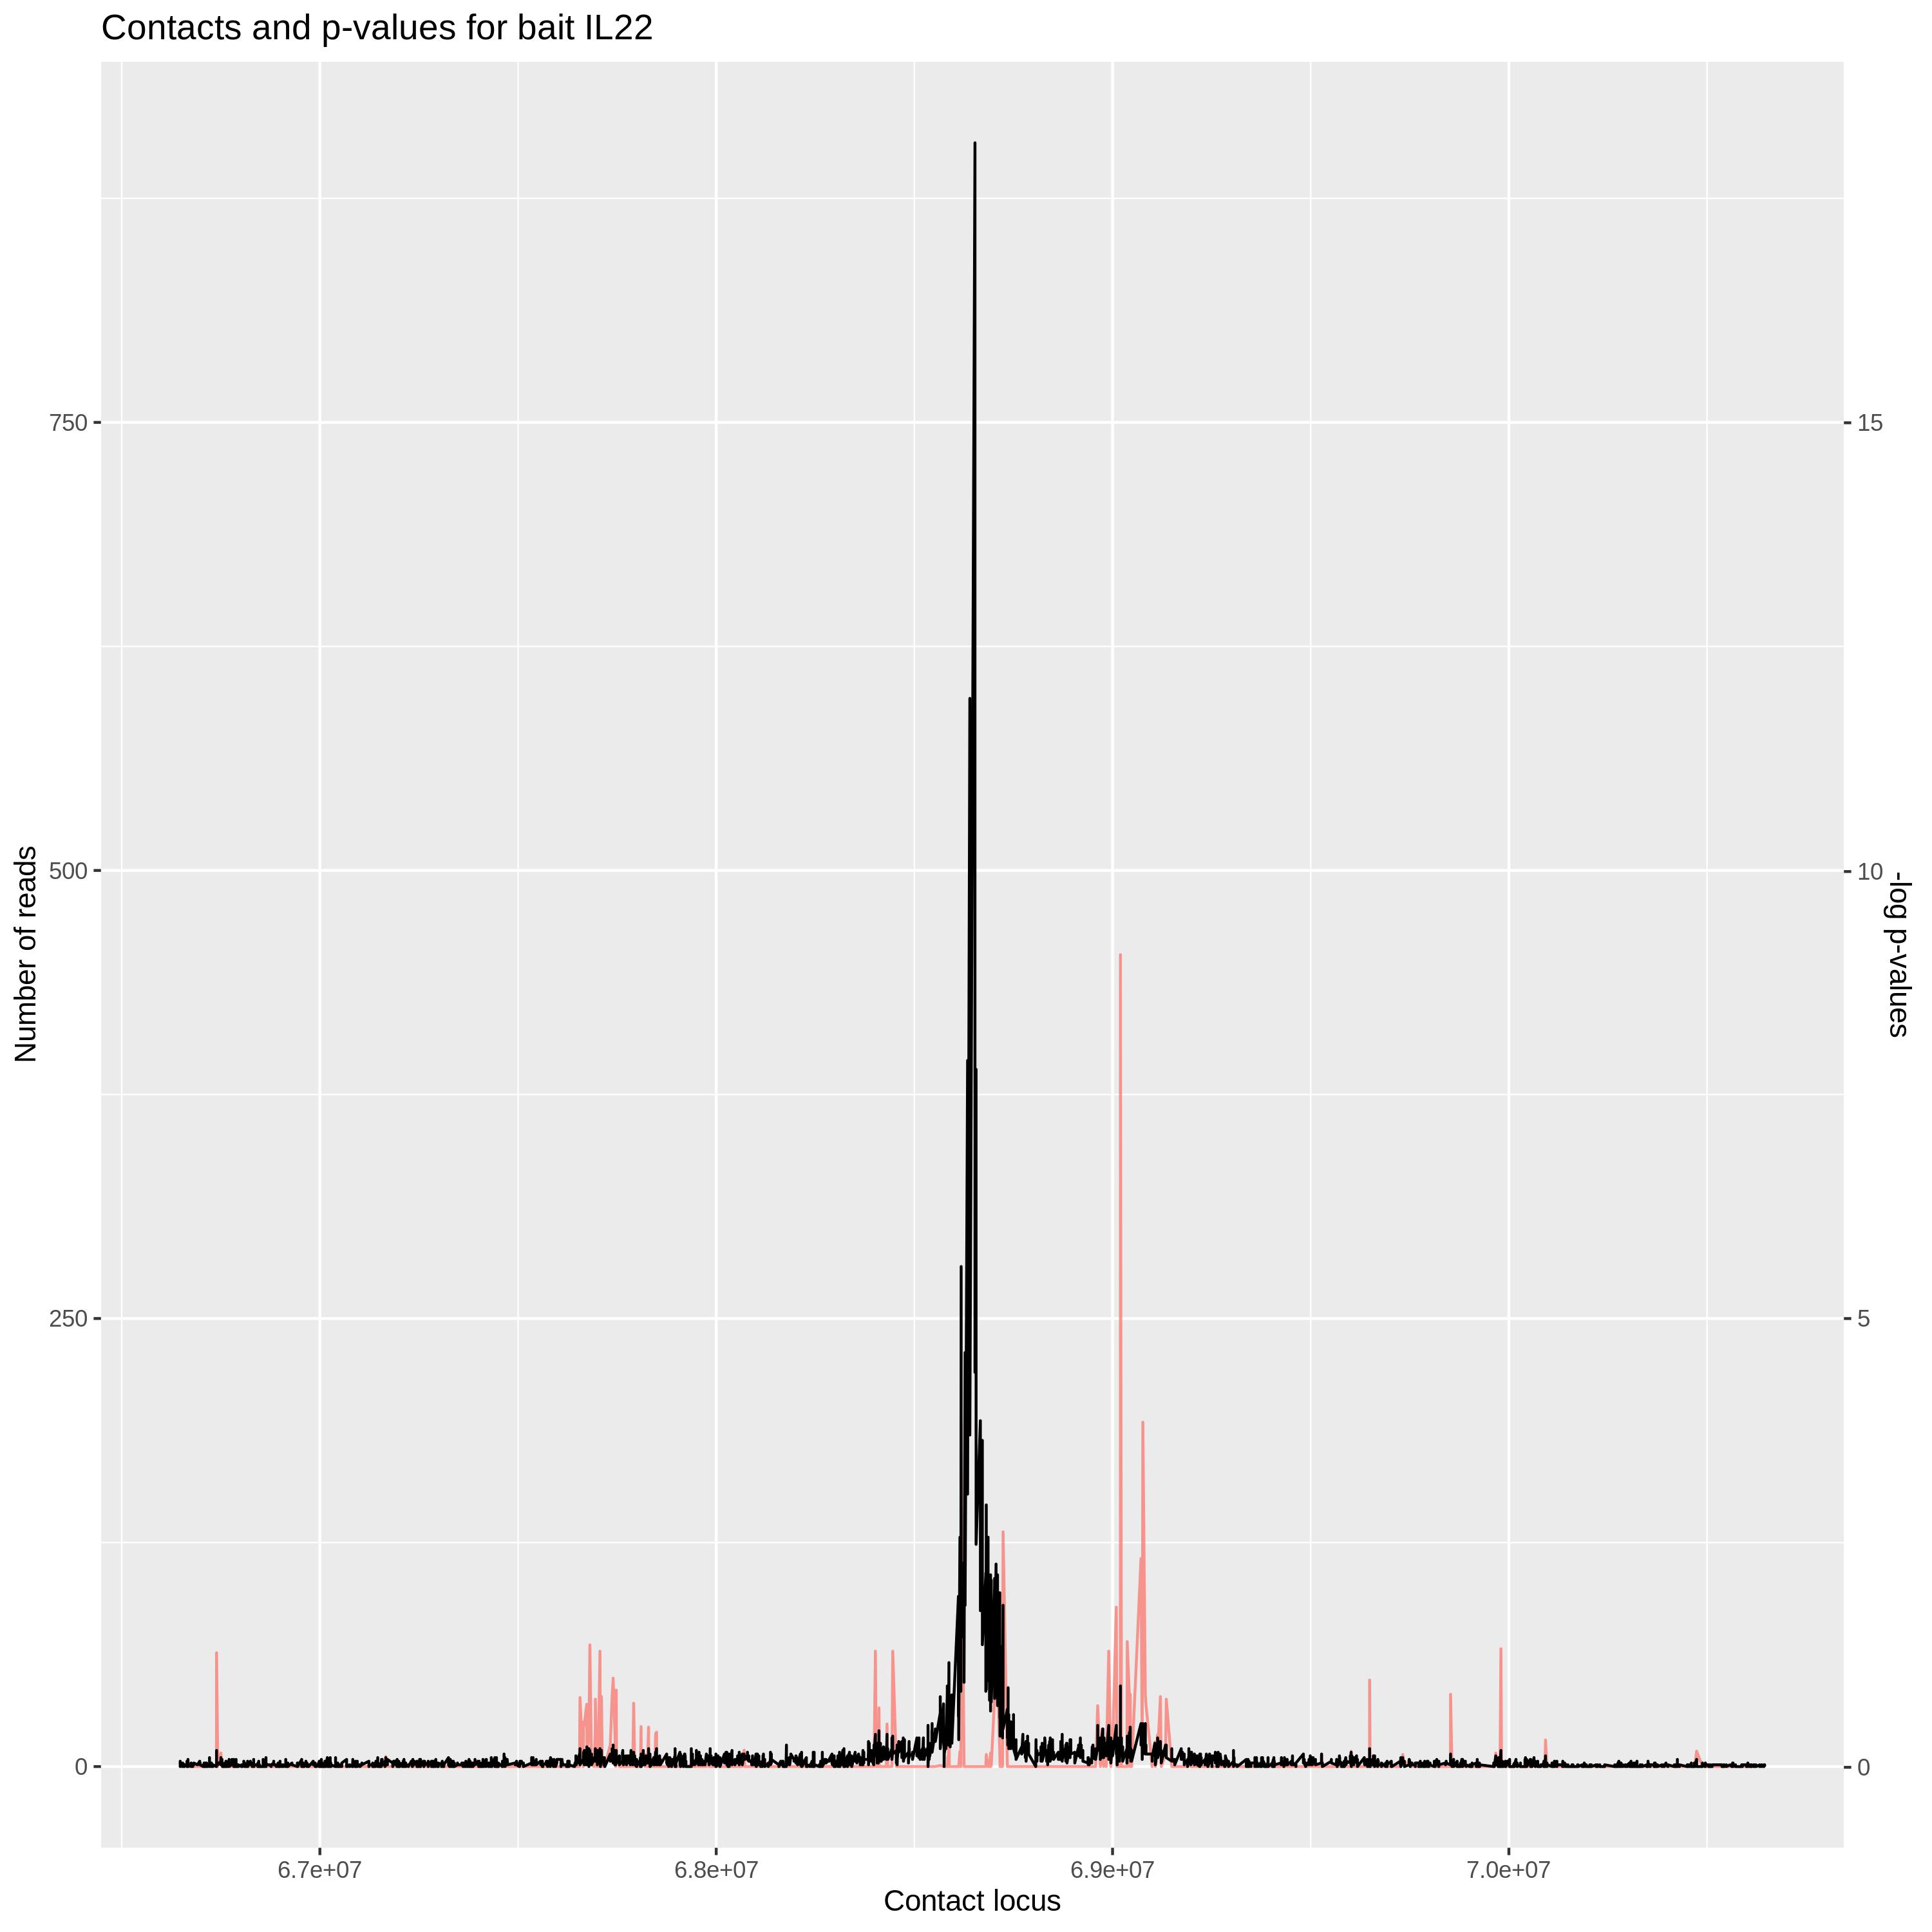 Contacts and p-values for bait IL22
Number of reads
750
500
250
0
15
10
5
0
-log p-values
6.7e+07 6.8e+07 6.9e+07 7.0e+07
Contact locus